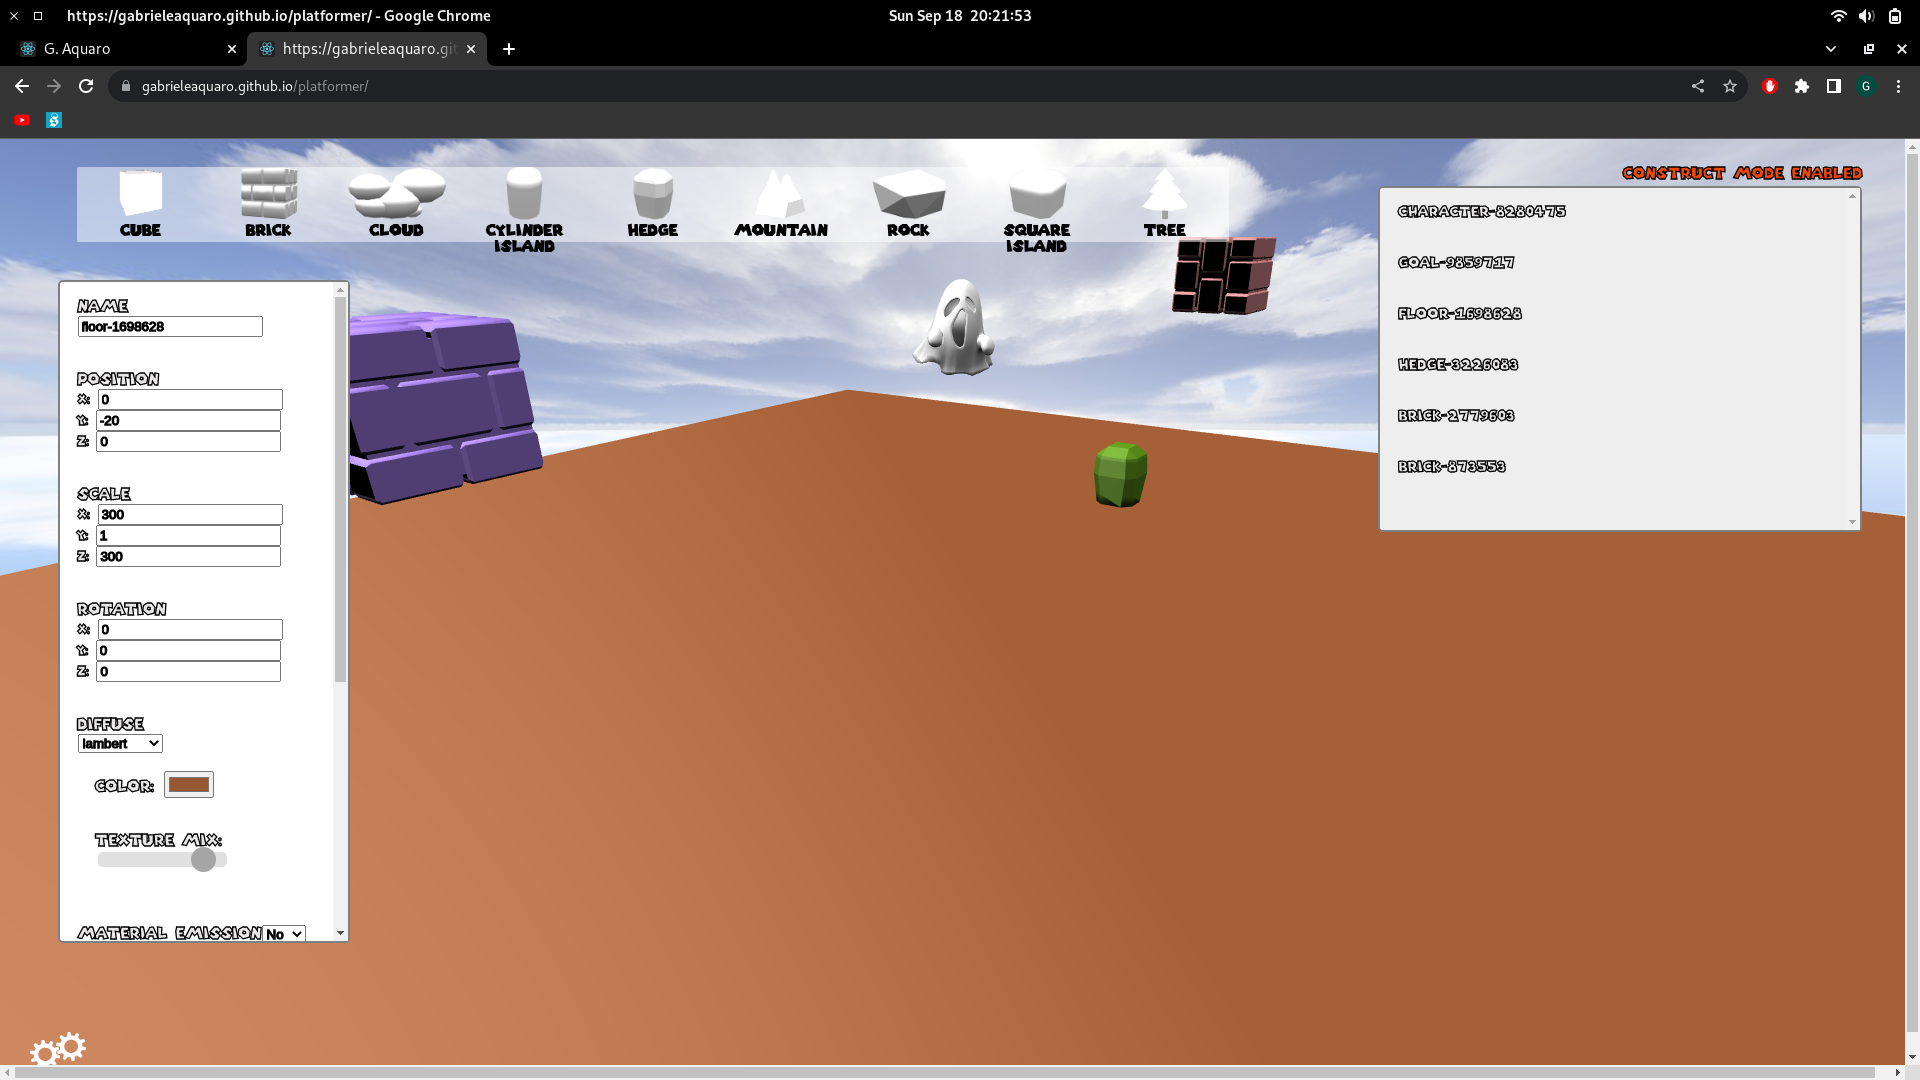 https://gabrieleaquaro.github.io/platformer/ - Google Chrome
Sun Sep 18 20:21:53
G. Aquaro
https://gabrieleaquaro.git
gabrieleaquaro.github.io/platformer/
G
CONSTRUCT MODE ENABLED
CUBE
BRICK
CLOUD
CYLINDER ISLAND
HEDGE
MOUNTAIN
ROCK
SQUARE ISLAND
TREE
NAME
floor-1698628
POSITION
X: 0
Y: -20
Z: 0
SCALE
X: 300
Y: 1
Z: 300
ROTATION
X: 0
Y: 0
Z: 0
DIFFUSE
lambert
COLOR:
TEXTURE MIX:
MATERIAL EMISSION No
CHARACTER-8280475
GOAL-9859717
FLOOR-1698628
HEDGE-3226083
BRICK-2779603
BRICK-873553